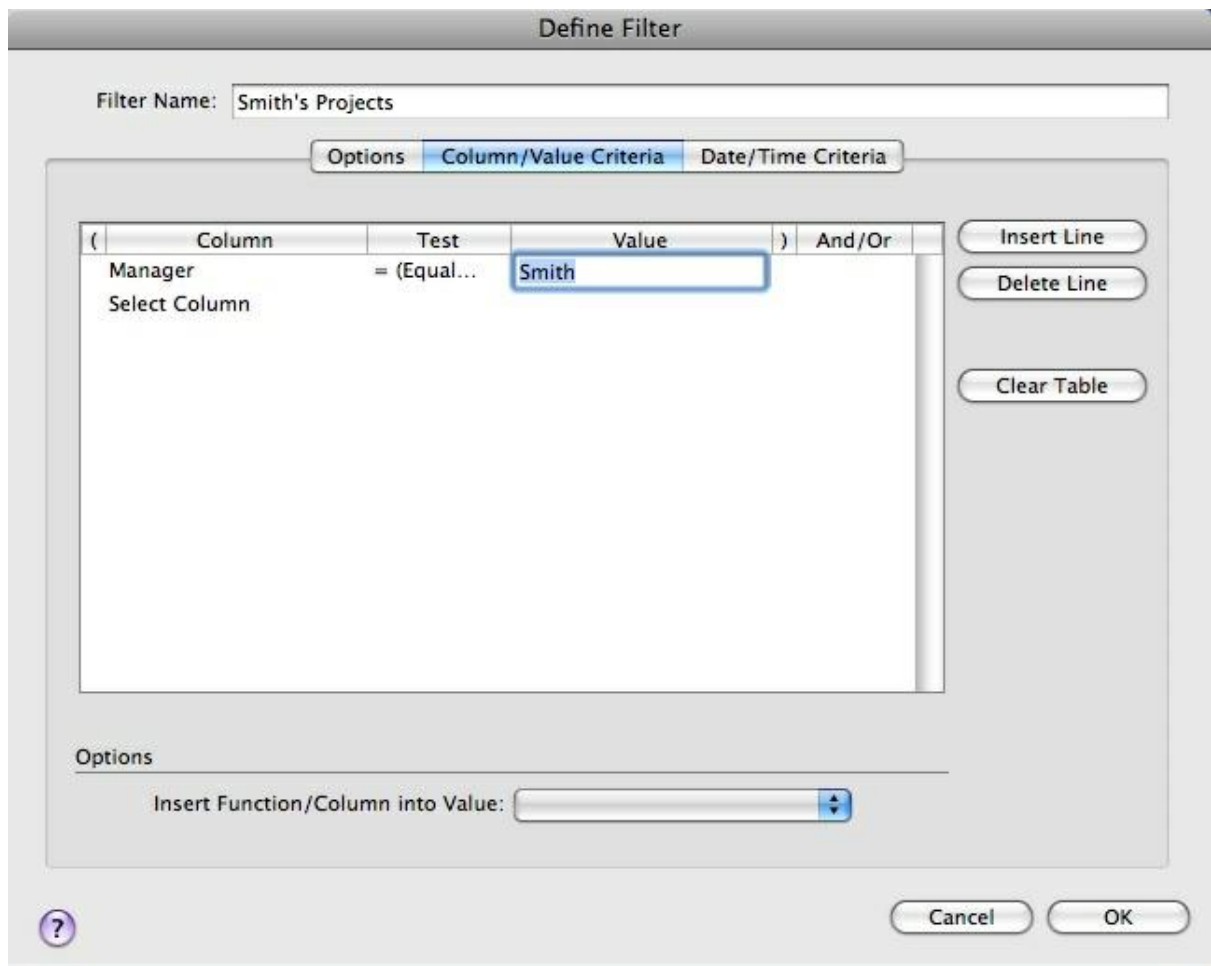 Define Filter
Filter Name: Smith's Projects
Options Column/Value Criteria Date/Time Criteria
( Column Test Value ) And/Or
Insert Line
Manager = (Equal... Smith
Delete Line
Select Column
Clear Table
Options
Insert Function/Column into Value:
? Cancel OK